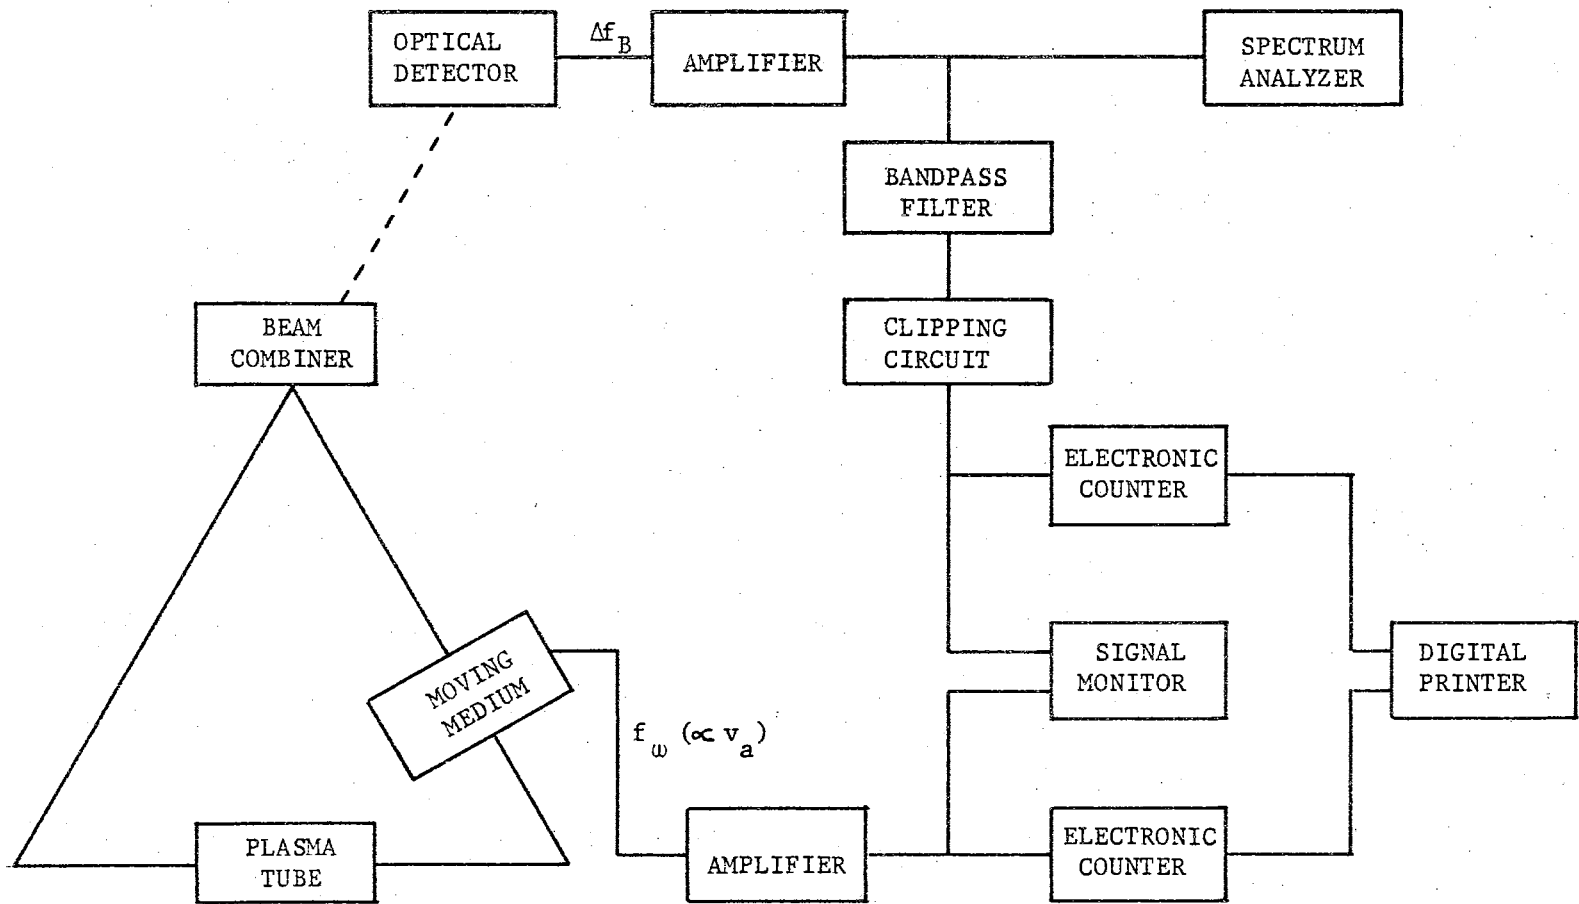 OPTICAL
DETECTOR
Δf_B
AMPLIFIER
SPECTRUM
ANALYZER
BANDPASS
FILTER
BEAM
COMBINER
CLIPPING
CIRCUIT
ELECTRONIC
COUNTER
MOVING
MEDIUM
SIGNAL
MONITOR
DIGITAL
PRINTER
f_ω (∝ v_a)
PLASMA
TUBE
AMPLIFIER
ELECTRONIC
COUNTER